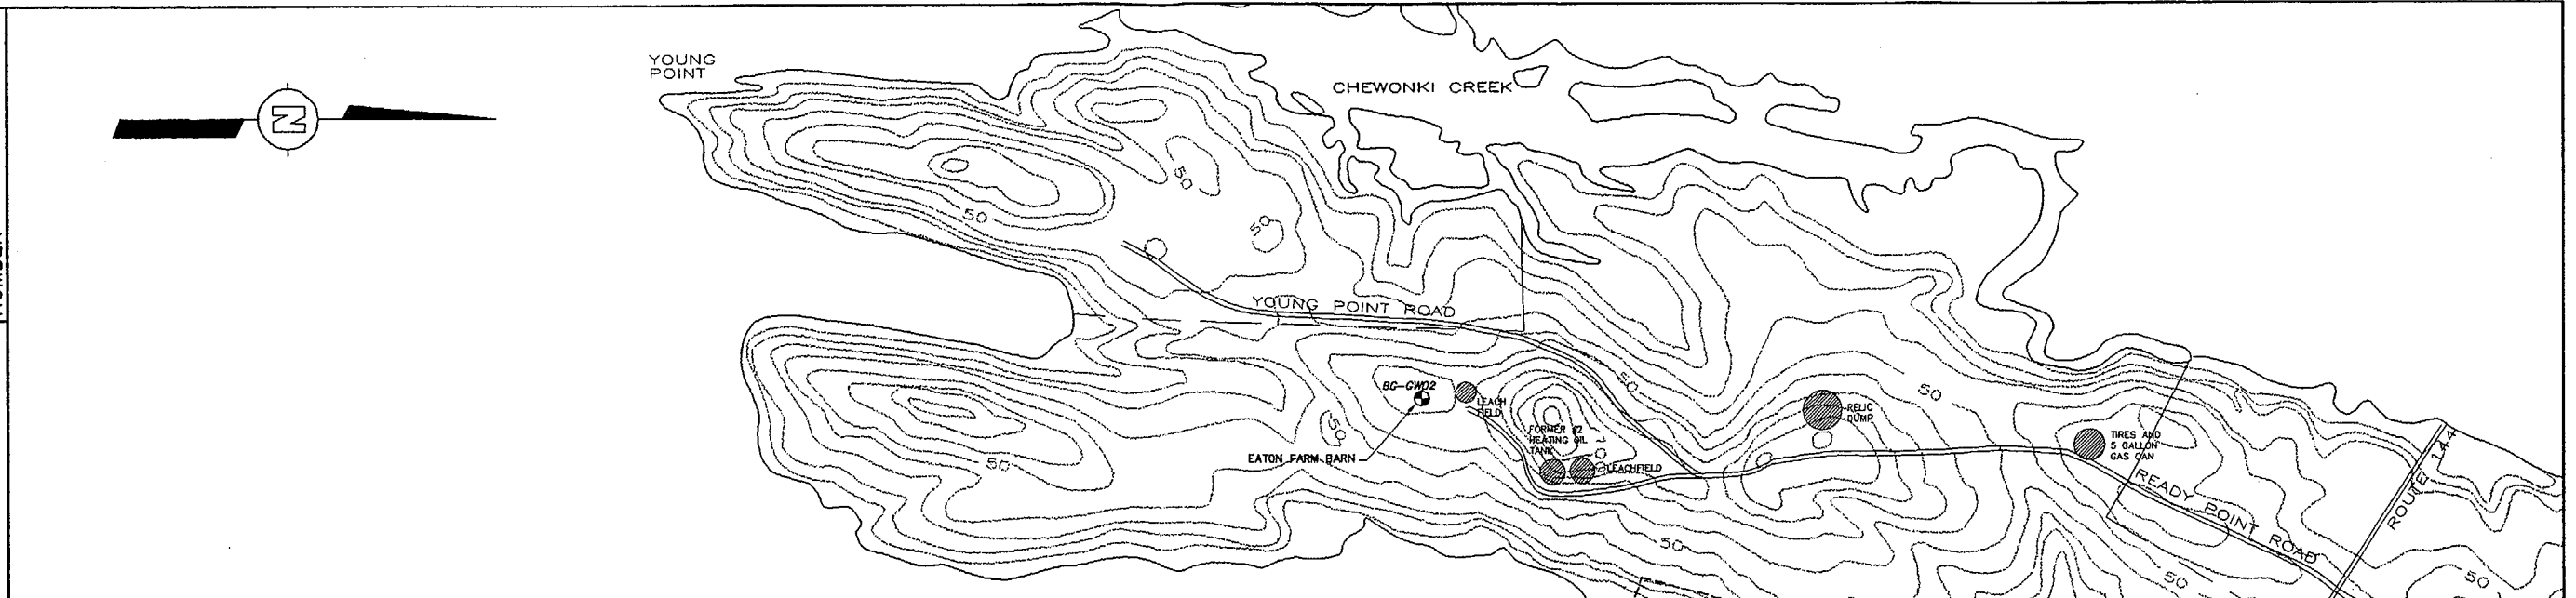 YOUNG
POINT
N
CHEWONKI CREEK
50
50
50
YOUNG POINT ROAD
BG-GW02
LEACH
FIELD
50
50
50
EATON FARM BARN
FORMER #2
HEATING OIL
TANK
70
LEACHFIELD
RELIC
DUMP
50
50
TIRES AND
5 GALLON
GAS CAN
READY POINT ROAD
ROUTE 144
50
50
50